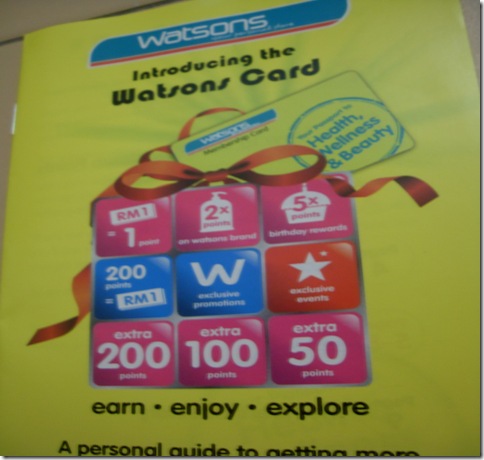 watsons
Introducing the
Watsons Card
watsons
Membership Card
Your Passport to
Health,
Wellness
& Beauty
RM1
= 1 point
2x
points
on watsons brand
5x
points
birthday rewards
200
points
= RM1
W
exclusive
promotions
exclusive
events
extra
200
points
extra
100
points
extra
50
points
earn • enjoy • explore
A personal guide to getting more